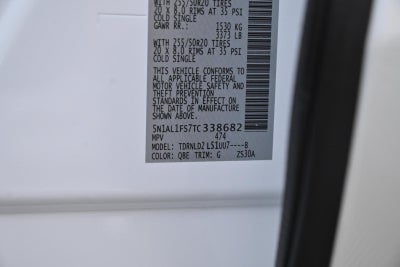 WITH 255/50R20 TIRES
20 x 8.0 RIMS AT 35 PSI
COLD SINGLE
GAWR RR.: 1530 KG
3373 LB
WITH 255/50R20 TIRES
20 x 8.0 RIMS AT 35 PSI
COLD SINGLE
THIS VEHICLE CONFORMS TO
ALL APPLICABLE FEDERAL
MOTOR VEHICLE SAFETY AND
THEFT PREVENTION
STANDARDS IN EFFECT ON
THE DATE OF MANUFACTURE
SHOWN ABOVE
5N1AL1FS7TC338682
MPV 474
MODEL: TDRNLDZ LS1UU7----B
COLOR: QBE TRIM: G ZS30A